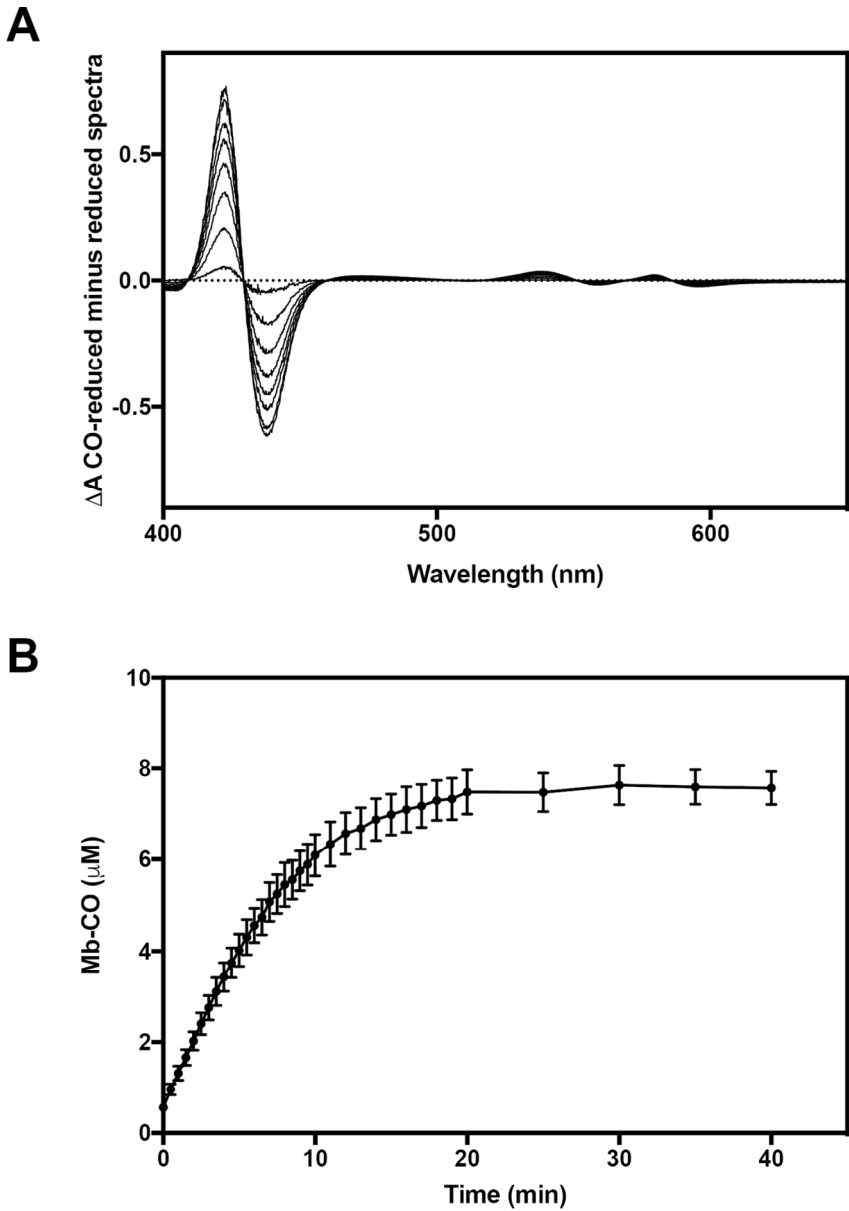 A
ΔA CO-reduced minus reduced spectra
0.5
0.0
-0.5
400
500
600
Wavelength (nm)
B
Mb-CO (μM)
10
8
6
4
2
0
0
10
20
30
40
Time (min)